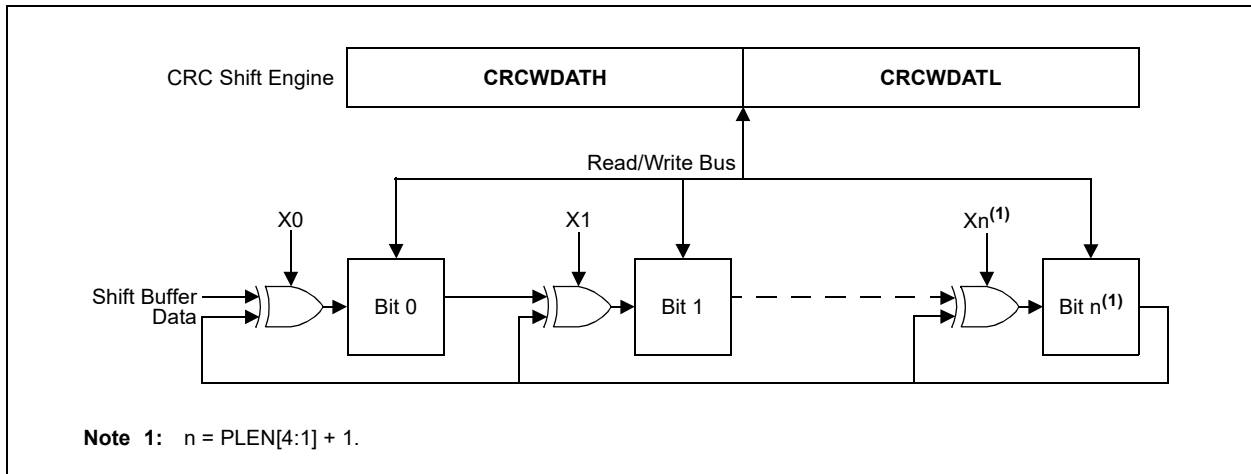 CRC Shift Engine CRCWDATH CRCWDATL
Read/Write Bus
X0 X1 Xn(1)
Shift Buffer
Data
Bit 0 Bit 1 Bit n(1)
Note 1: n = PLEN[4:1] + 1.